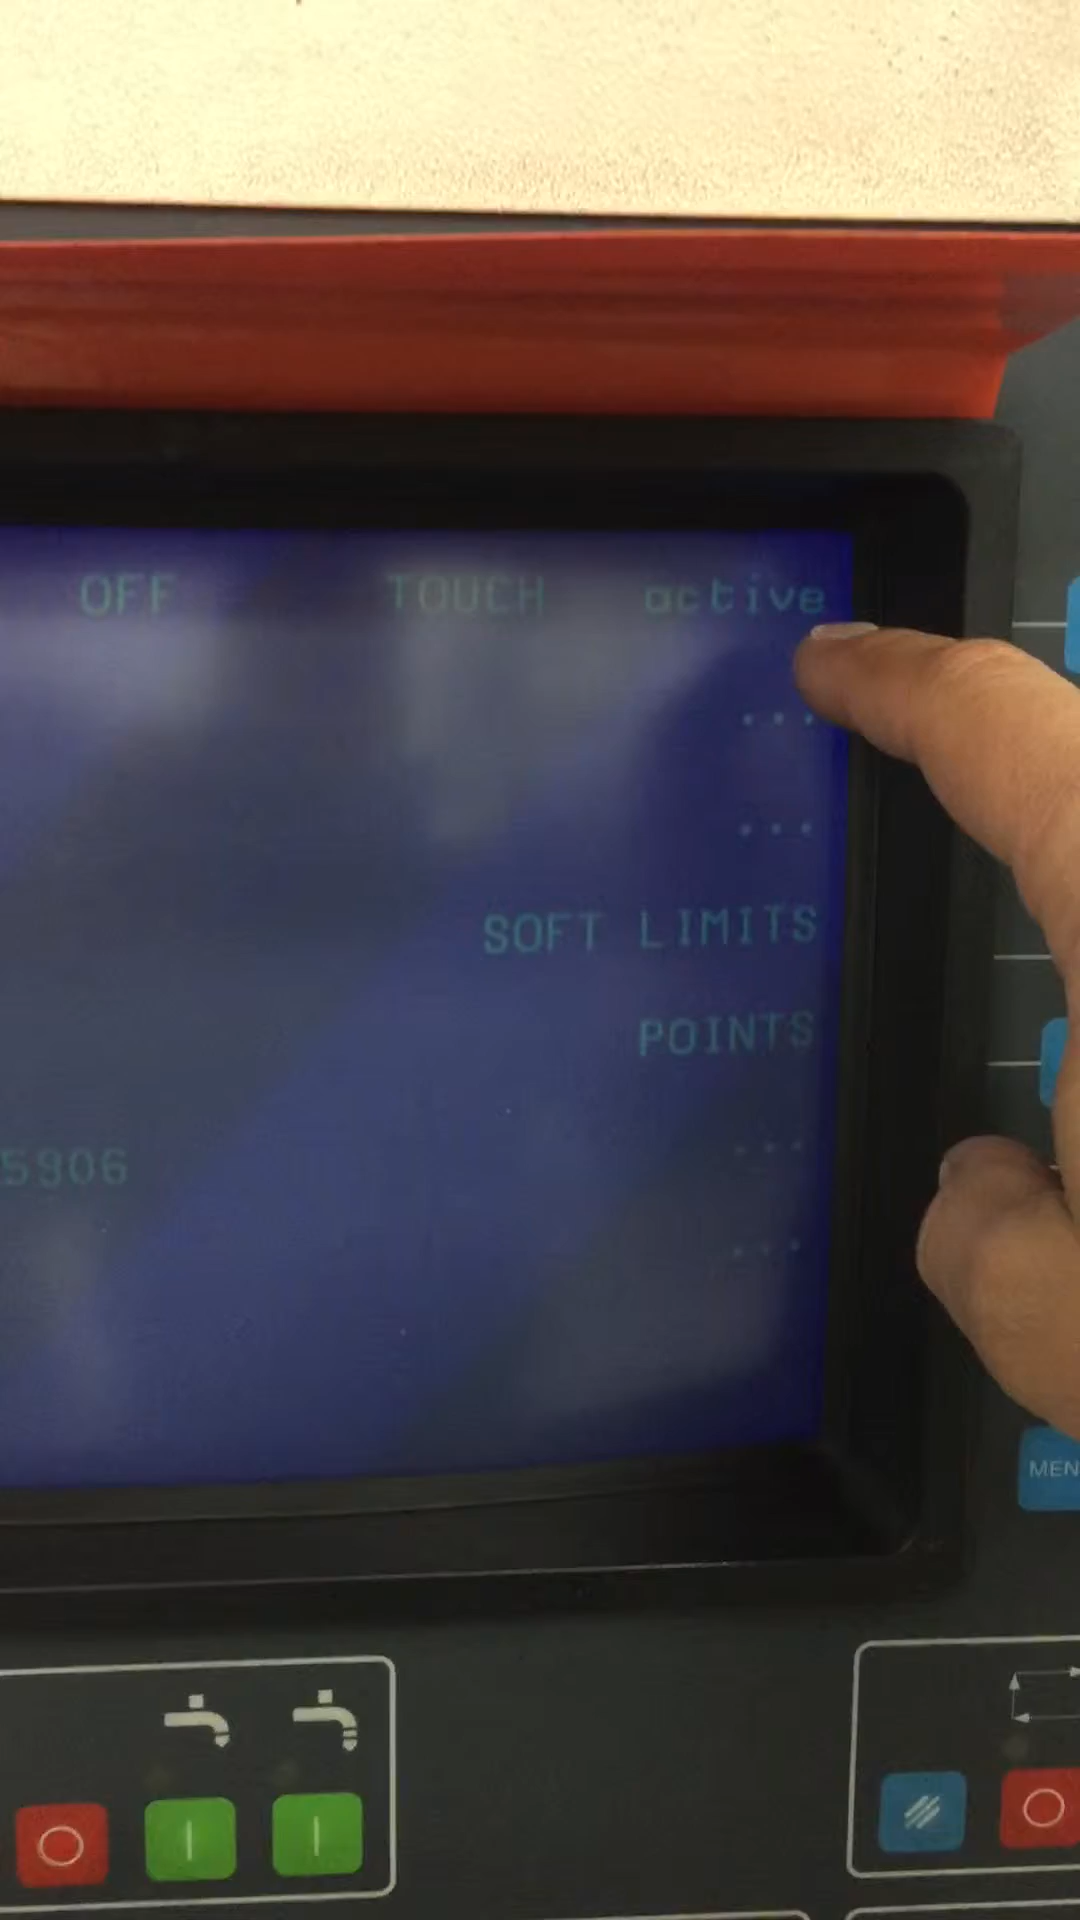 OFF TOUCH active
...
...
SOFT LIMITS
POINTS
...
5906
...
MEN